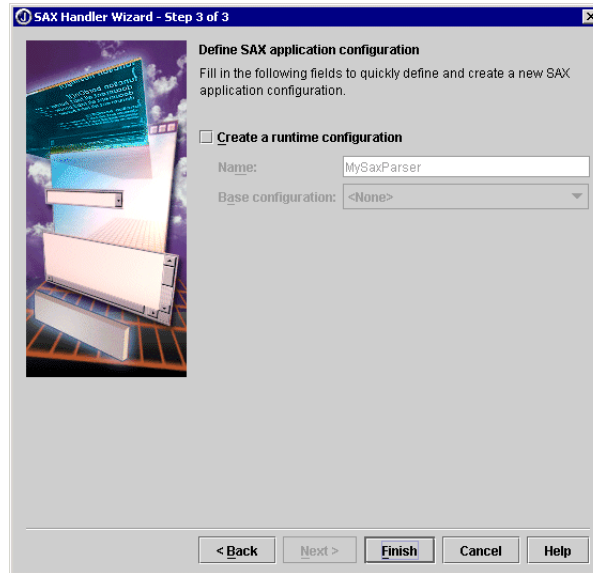 SAX Handler Wizard - Step 3 of 3
Define SAX application configuration
Fill in the following fields to quickly define and create a new SAX
application configuration.
Create a runtime configuration
Name: MySaxParser
Base configuration: <None>
< Back Next > Finish Cancel Help